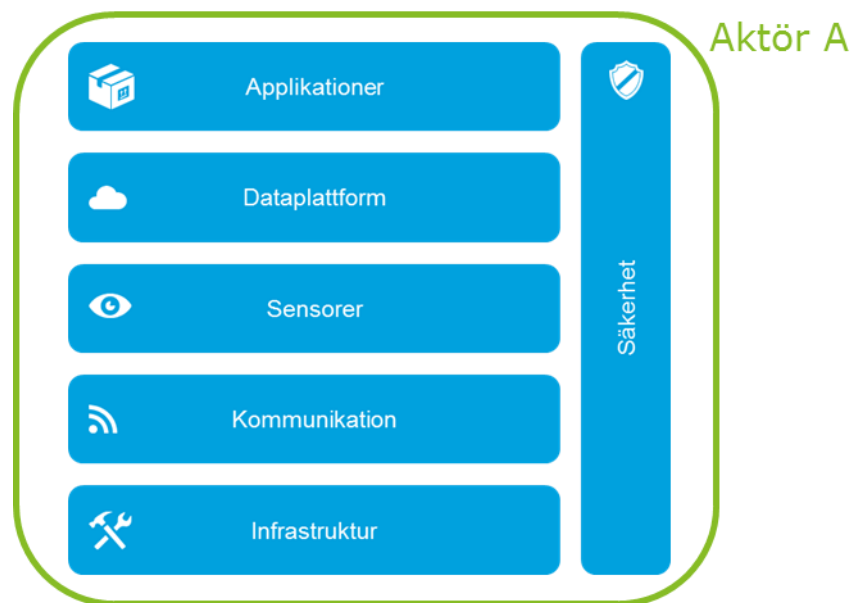 Aktör A
Applikationer
Dataplattform
Sensorer
Kommunikation
Infrastruktur
Säkerhet